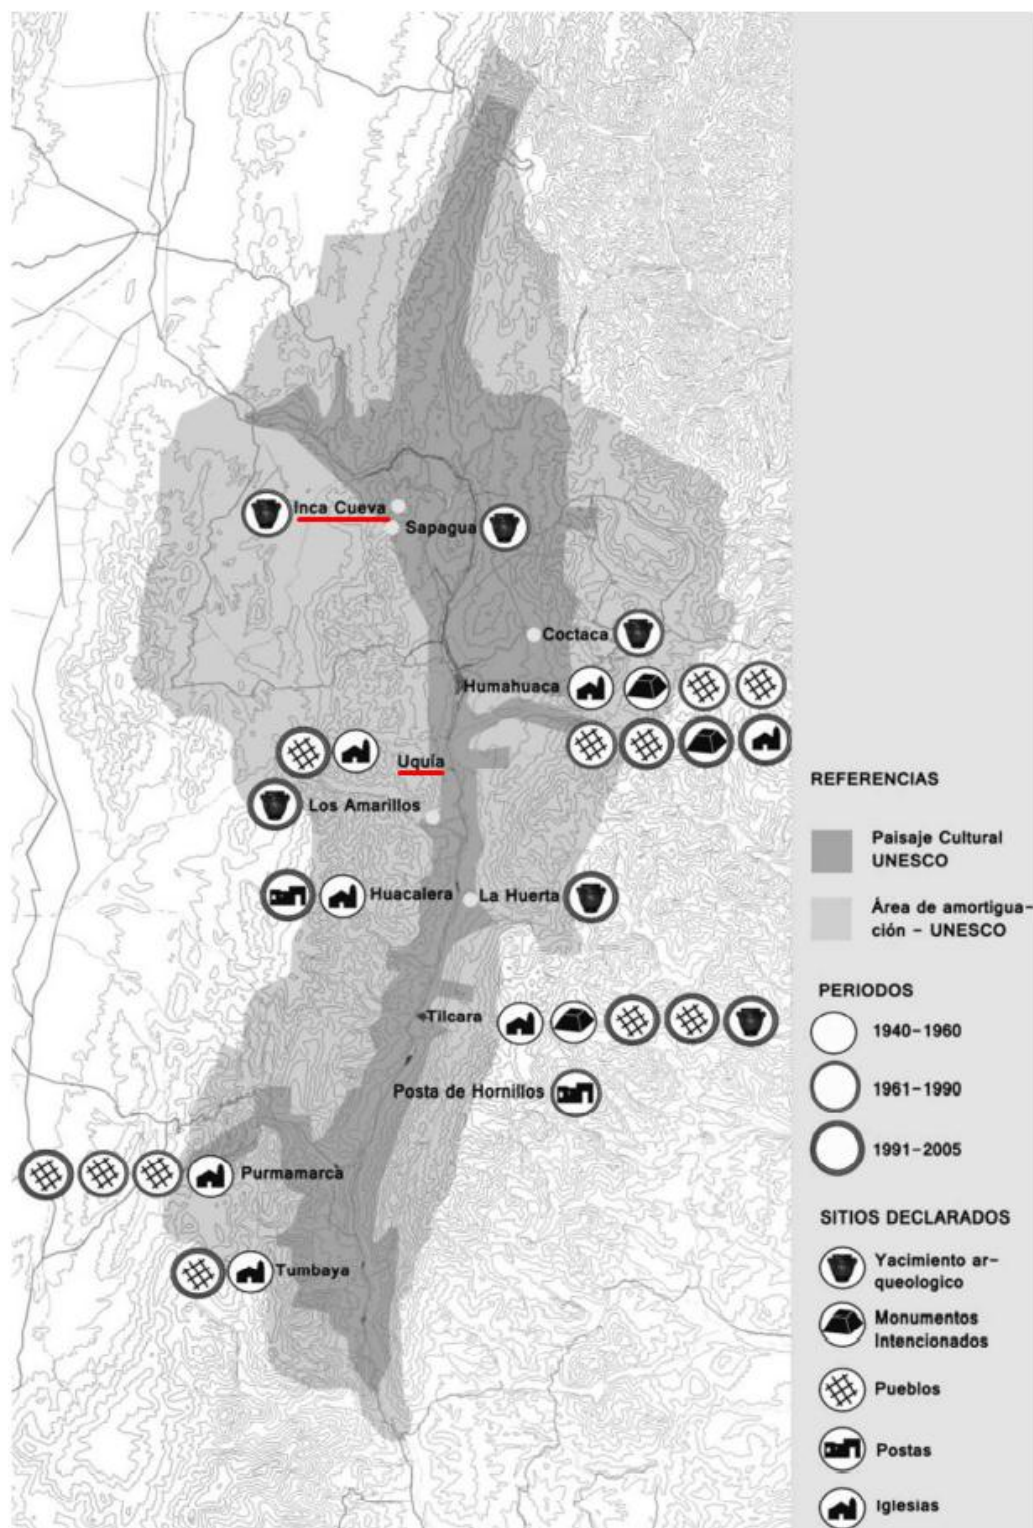 Inca Cueva
Sapagua
Coctaca
Humahuaca
Uquía
Los Amarillos
Huacalera
La Huerta
Tilcara
Posta de Hornillos
Purmamarcà
Tumbaya
REFERENCIAS
Paisaje Cultural
UNESCO
Área de amortigua-
ción - UNESCO
PERIODOS
1940-1960
1961-1990
1991-2005
SITIOS DECLARADOS
Yacimiento ar-
queologico
Monumentos
Intencionados
Pueblos
Postas
Iglesias